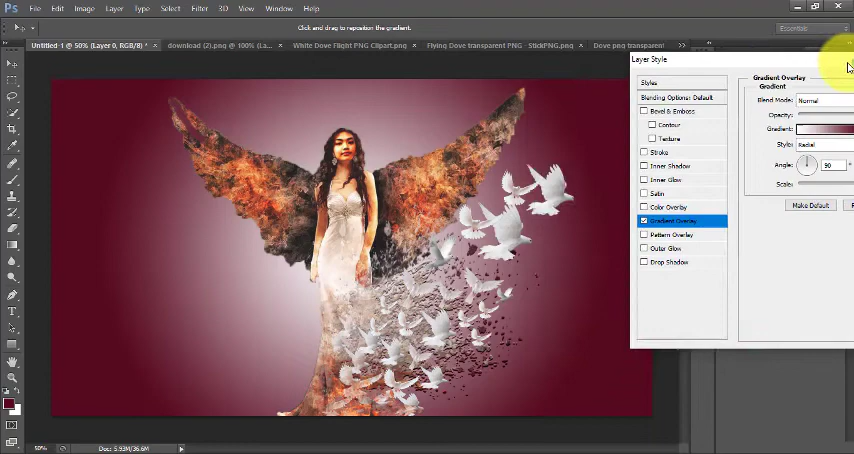 Ps File Edit Image Layer Type Select Filter 3D View Window Help
Click and drag to reposition the gradient.
Essentials
Untitled-1 @ 50% (Layer 0, RGB/8) * × download (2).png @ 100% (La... × White Dove Flight PNG Clipart.png × Flying Dove transparent PNG - StickPNG.png × Dove png transparent
Layer Style
Styles
Blending Options: Default
Bevel & Emboss
Contour
Texture
Stroke
Inner Shadow
Inner Glow
Satin
Color Overlay
Gradient Overlay
Pattern Overlay
Outer Glow
Drop Shadow
Gradient Overlay
Gradient
Blend Mode: Normal
Opacity:
Gradient:
Style: Radial
Angle: 90 °
Scale:
Make Default R
50% Doc: 5.93M/36.6M